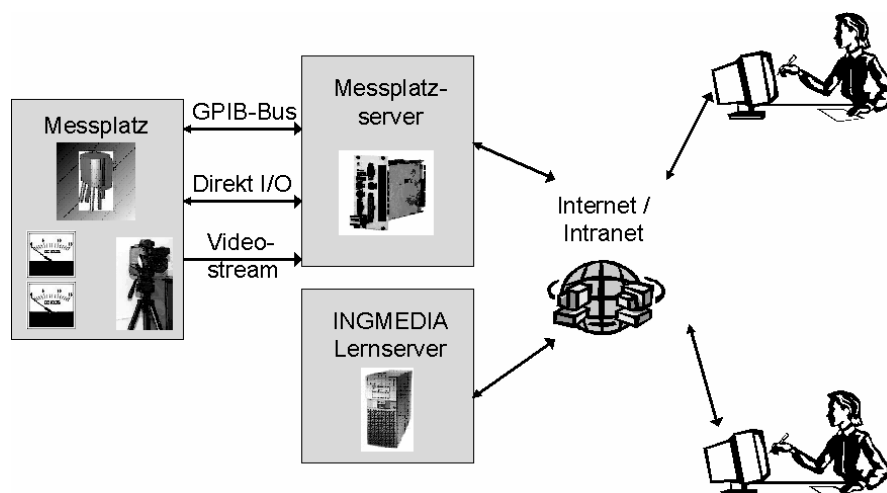 Messplatz
GPIB-Bus
Direkt I/O
Video-
stream
Messplatz-
server
INGMEDIA
Lernserver
Internet /
Intranet